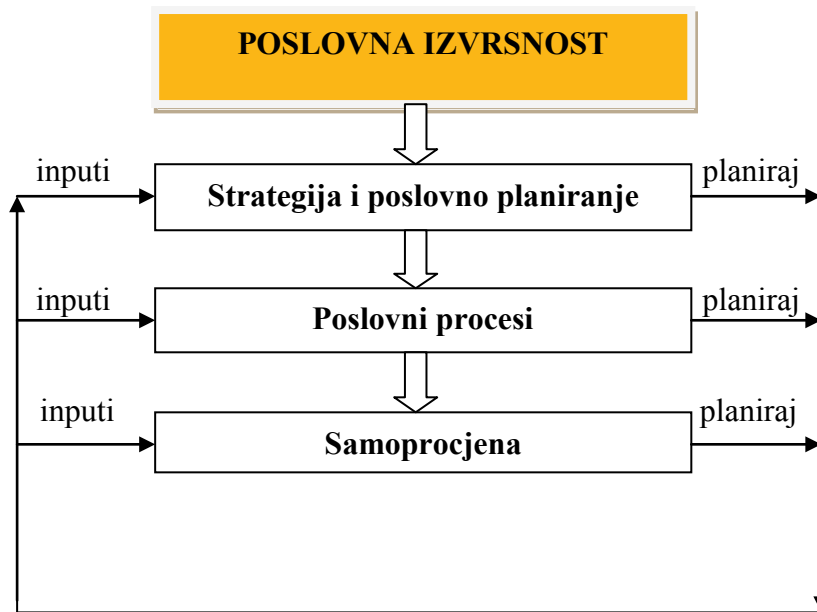 POSLOVNA IZVRSNOST
inputi
Strategija i poslovno planiranje
planiraj
inputi
Poslovni procesi
planiraj
inputi
Samoprocjena
planiraj